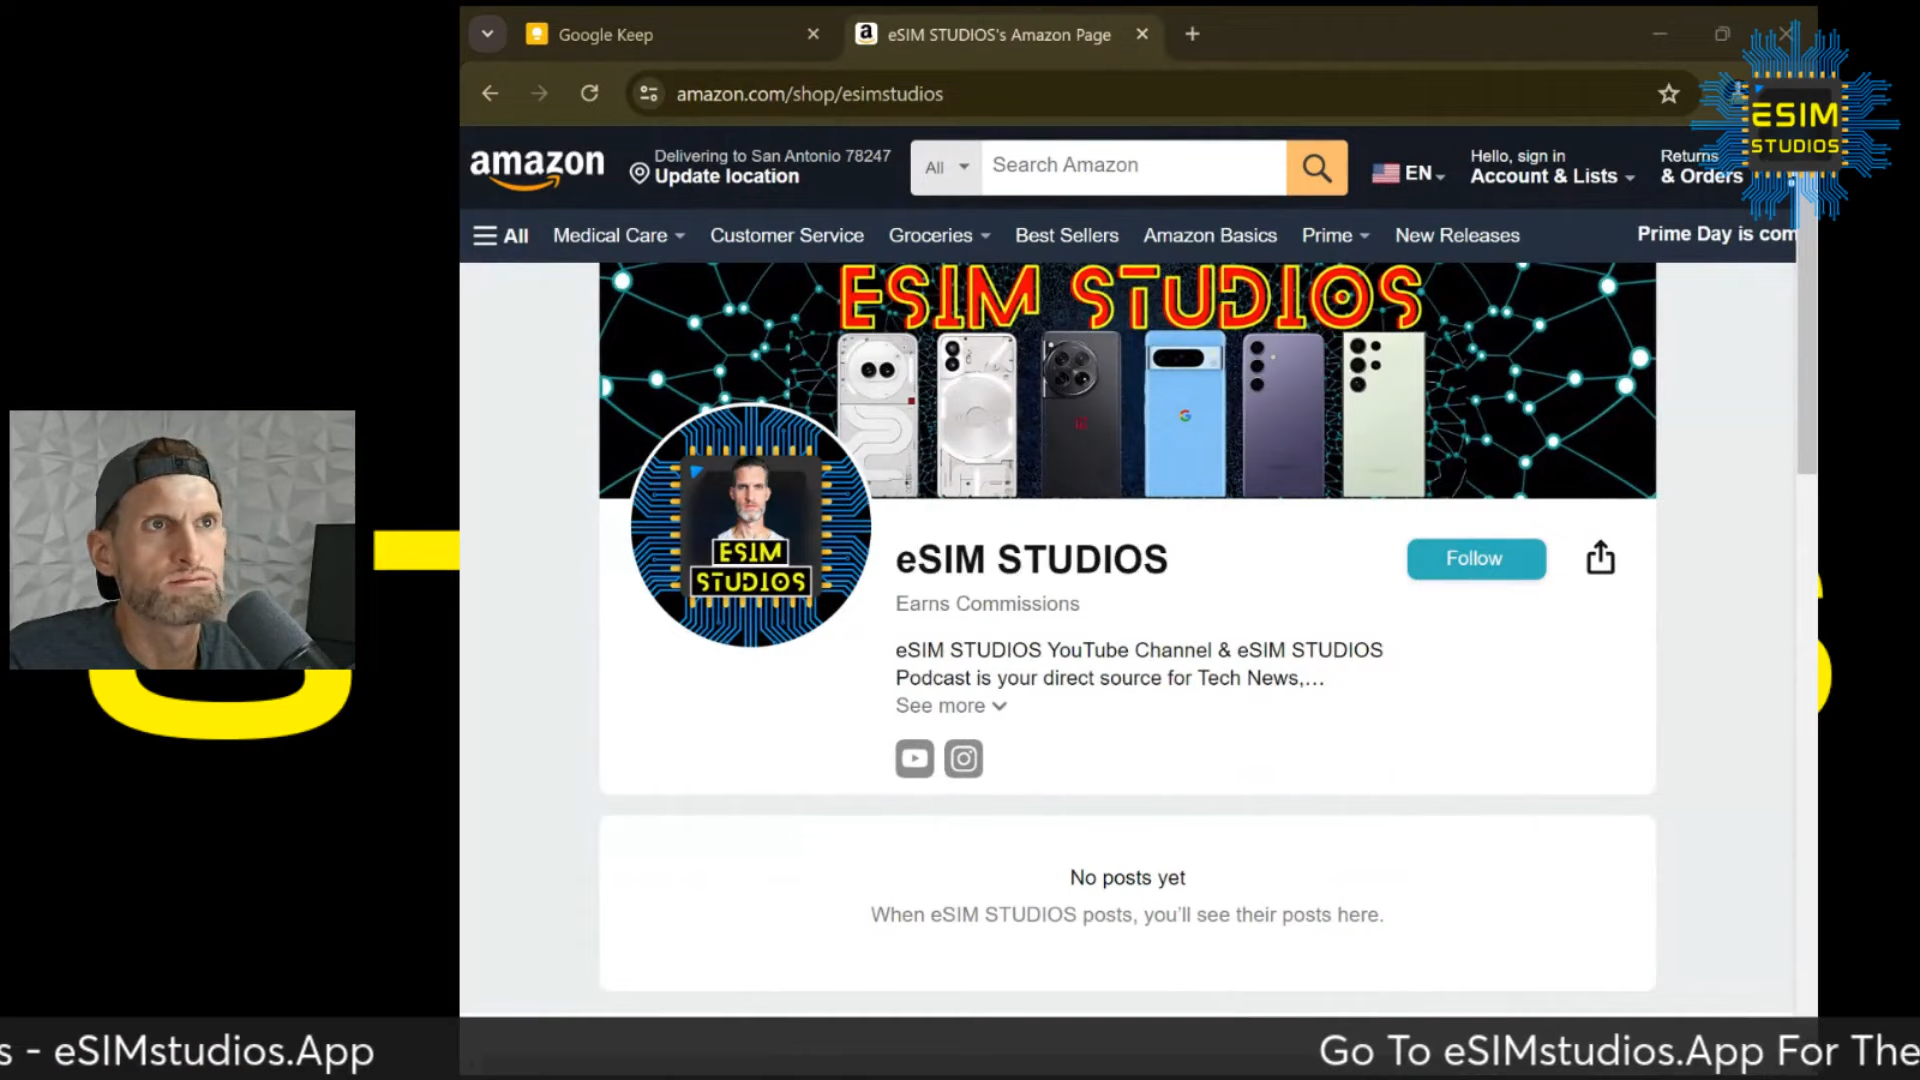 Google Keep
eSIM STUDIOS's Amazon Page
amazon.com/shop/esimstudios
ESIM
STUDIOS
amazon
Delivering to San Antonio 78247
Update location
All
Search Amazon
EN
Hello, sign in
Account & Lists
Returns
& Orders
All
Medical Care
Customer Service
Groceries
Best Sellers
Amazon Basics
Prime
New Releases
Prime Day is com
ESIM STUDIOS
ESIM
STUDIOS
eSIM STUDIOS
Follow
Earns Commissions
eSIM STUDIOS YouTube Channel & eSIM STUDIOS
Podcast is your direct source for Tech News,...
See more
No posts yet
When eSIM STUDIOS posts, you'll see their posts here.
s - eSIMstudios.App
Go To eSIMstudios.App For The